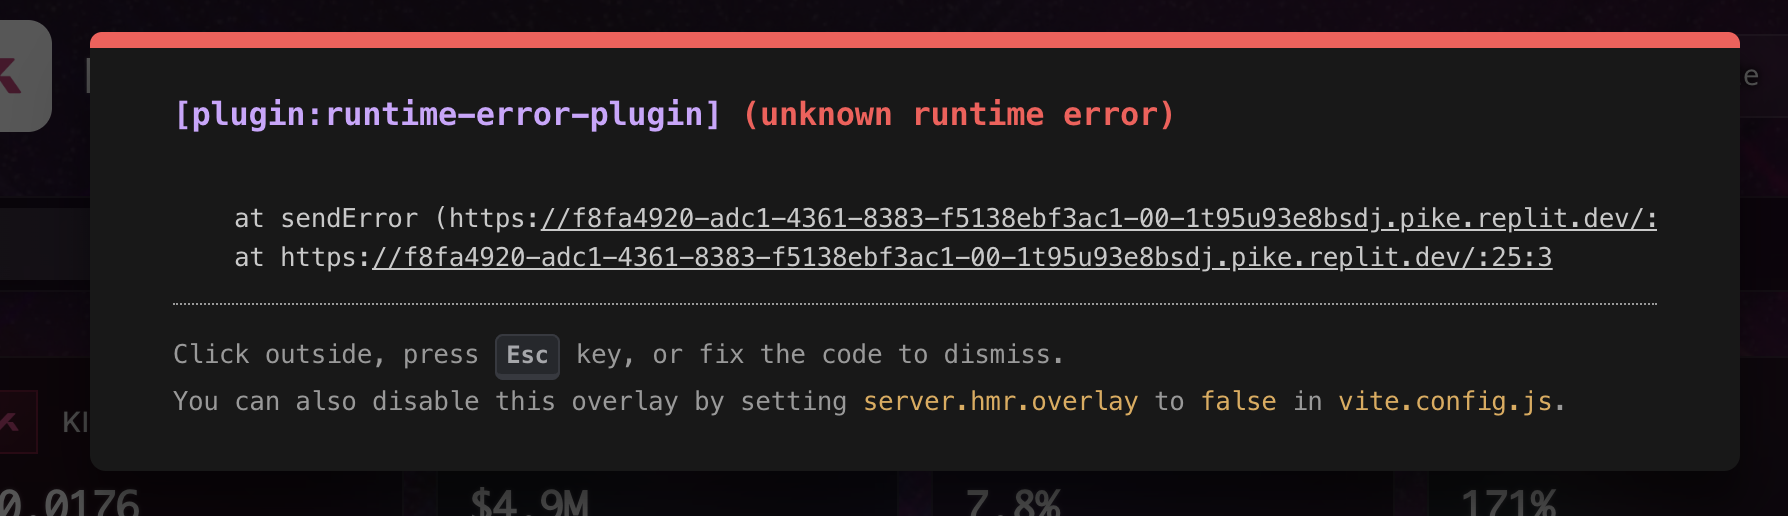 e
[plugin:runtime-error-plugin] (unknown runtime error)
at sendError (https://f8fa4920-adc1-4361-8383-f5138ebf3ac1-00-1t95u93e8bsdj.pike.replit.dev/:
at https://f8fa4920-adc1-4361-8383-f5138ebf3ac1-00-1t95u93e8bsdj.pike.replit.dev/:25:3
Click outside, press Esc key, or fix the code to dismiss.
You can also disable this overlay by setting server.hmr.overlay to false in vite.config.js.
KI
0.0176 $4.9M 7.8% 171%